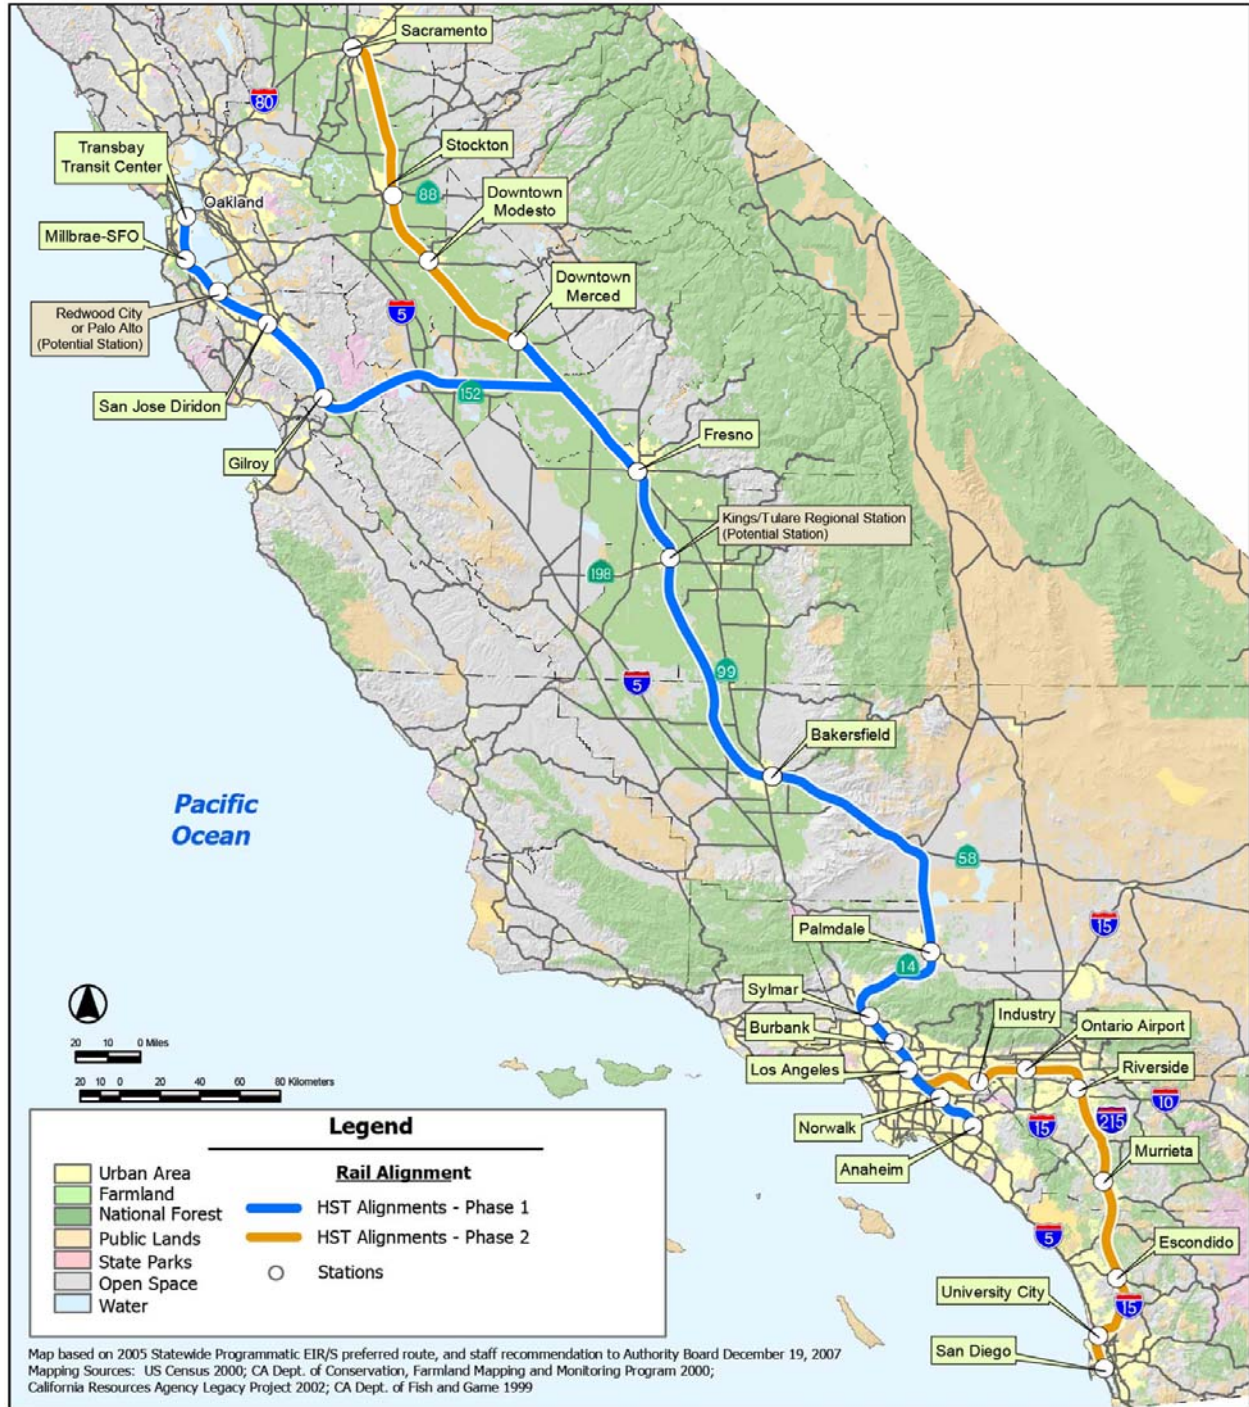 Sacramento
80
Stockton
Transbay
Transit Center
88
Downtown
Modesto
Oakland
Millbrae-SFO
Downtown
Merced
5
Redwood City
or Palo Alto
(Potential Station)
152
San Jose Diridon
Fresno
Gilroy
Kings/Tulare Regional Station
(Potential Station)
198
99
5
Bakersfield
Pacific
Ocean
58
15
Palmdale
14
Sylmar
Industry
Burbank
Ontario Airport
Los Angeles
Riverside
10
215
15
Norwalk
Anaheim
Murrieta
5
Escondido
University City
15
San Diego
20 10 0 Miles
20 10 0 20 40 60 80 Kilometers
Legend
Urban Area
Farmland
National Forest
Public Lands
State Parks
Open Space
Water
Rail Alignment
HST Alignments - Phase 1
HST Alignments - Phase 2
Stations
Map based on 2005 Statewide Programmatic EIR/S preferred route, and staff recommendation to Authority Board December 19, 2007
Mapping Sources: US Census 2000; CA Dept. of Conservation, Farmland Mapping and Monitoring Program 2000;
California Resources Agency Legacy Project 2002; CA Dept. of Fish and Game 1999